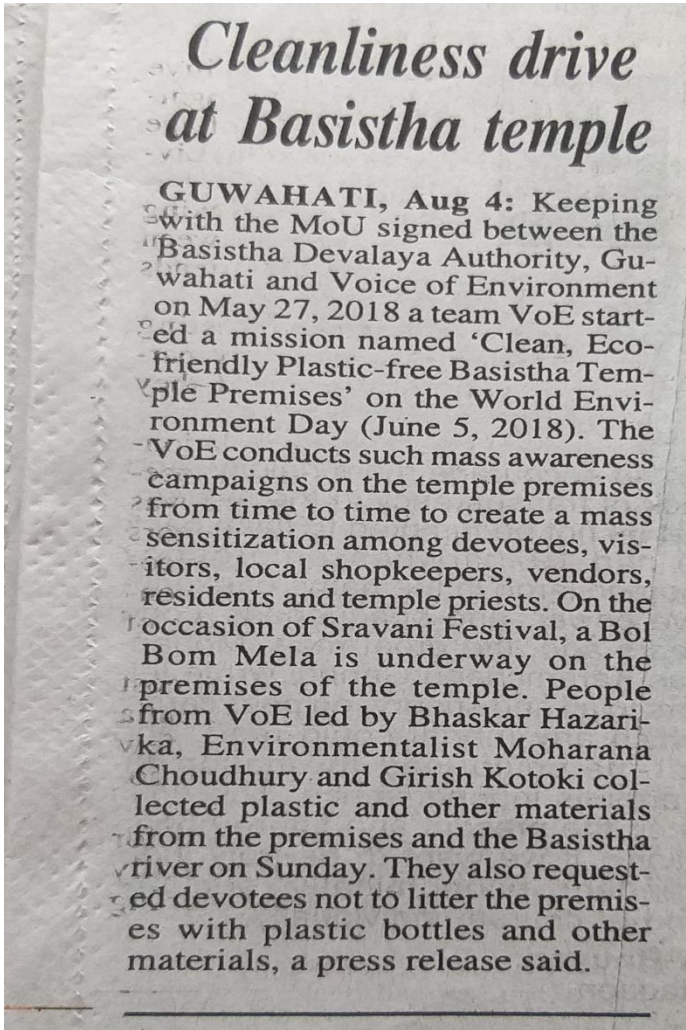 Cleanliness drive
at Basistha temple
GUWAHATI, Aug 4: Keeping
with the MoU signed between the
Basistha Devalaya Authority, Gu-
wahati and Voice of Environment
on May 27, 2018 a team VoE start-
ed a mission named ‘Clean, Eco-
friendly Plastic-free Basistha Tem-
ple Premises’ on the World Envi-
ronment Day (June 5, 2018). The
VoE conducts such mass awareness
campaigns on the temple premises
from time to time to create a mass
sensitization among devotees, vis-
itors, local shopkeepers, vendors,
residents and temple priests. On the
occasion of Sravani Festival, a Bol
Bom Mela is underway on the
premises of the temple. People
from VoE led by Bhaskar Hazari-
ka, Environmentalist Moharana
Choudhury and Girish Kotoki col-
lected plastic and other materials
from the premises and the Basistha
river on Sunday. They also request-
ed devotees not to litter the premis-
es with plastic bottles and other
materials, a press release said.